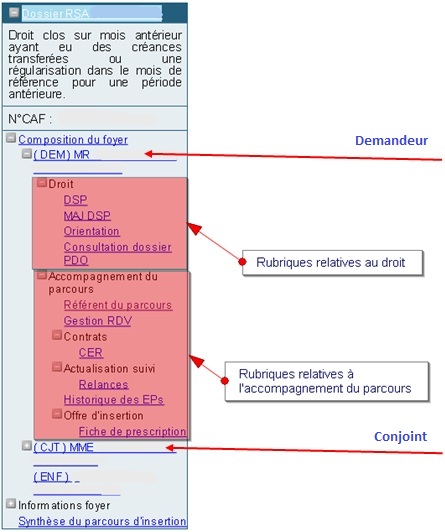 Dossier RSA
Droit clos sur mois antérieur
ayant eu des créances
transferées ou une
régularisation dans le mois de
référence pour une période
antérieure.
N°CAF :
Composition du foyer
(DEM) MR
Demandeur
Droit
DSP
MAJ DSP
Orientation
Consultation dossier
PDO
Rubriques relatives au droit
Accompagnement du
parcours
Référent du parcours
Gestion RDV
Contrats
CER
Actualisation suivi
Relances
Historique des EPs
Offre d'insertion
Fiche de prescription
Rubriques relatives à
l'accompagnement du parcours
(CJT) MME
Conjoint
(ENF)
Informations foyer
Synthèse du parcours d'insertion